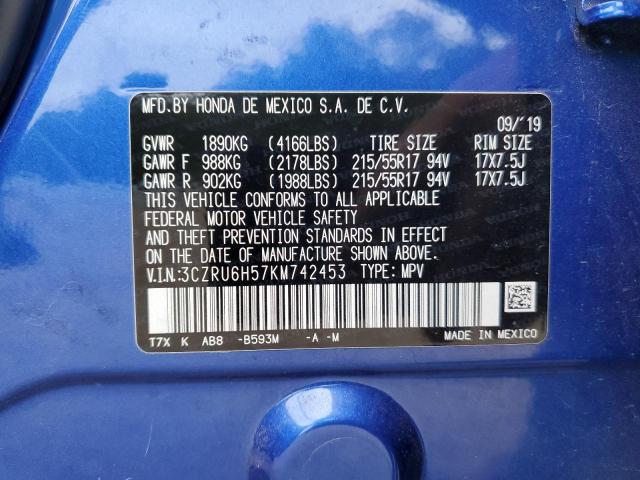 MFD.BY HONDA DE MEXICO S.A. DE C.V.
09/'19
GVWR 1890KG (4166LBS) TIRE SIZE RIM SIZE
GAWR F 988KG (2178LBS) 215/55R17 94V 17X7.5J
GAWR R 902KG (1988LBS) 215/55R17 94V 17X7.5J
THIS VEHICLE CONFORMS TO ALL APPLICABLE
FEDERAL MOTOR VEHICLE SAFETY
AND THEFT PREVENTION STANDARDS IN EFFECT
ON THE DATE OF MANUFACTURE SHOWN ABOVE.
V.I.N.:3CZRU6H57KM742453 TYPE: MPV
T7X K AB8 -B593M -A -M MADE IN MEXICO